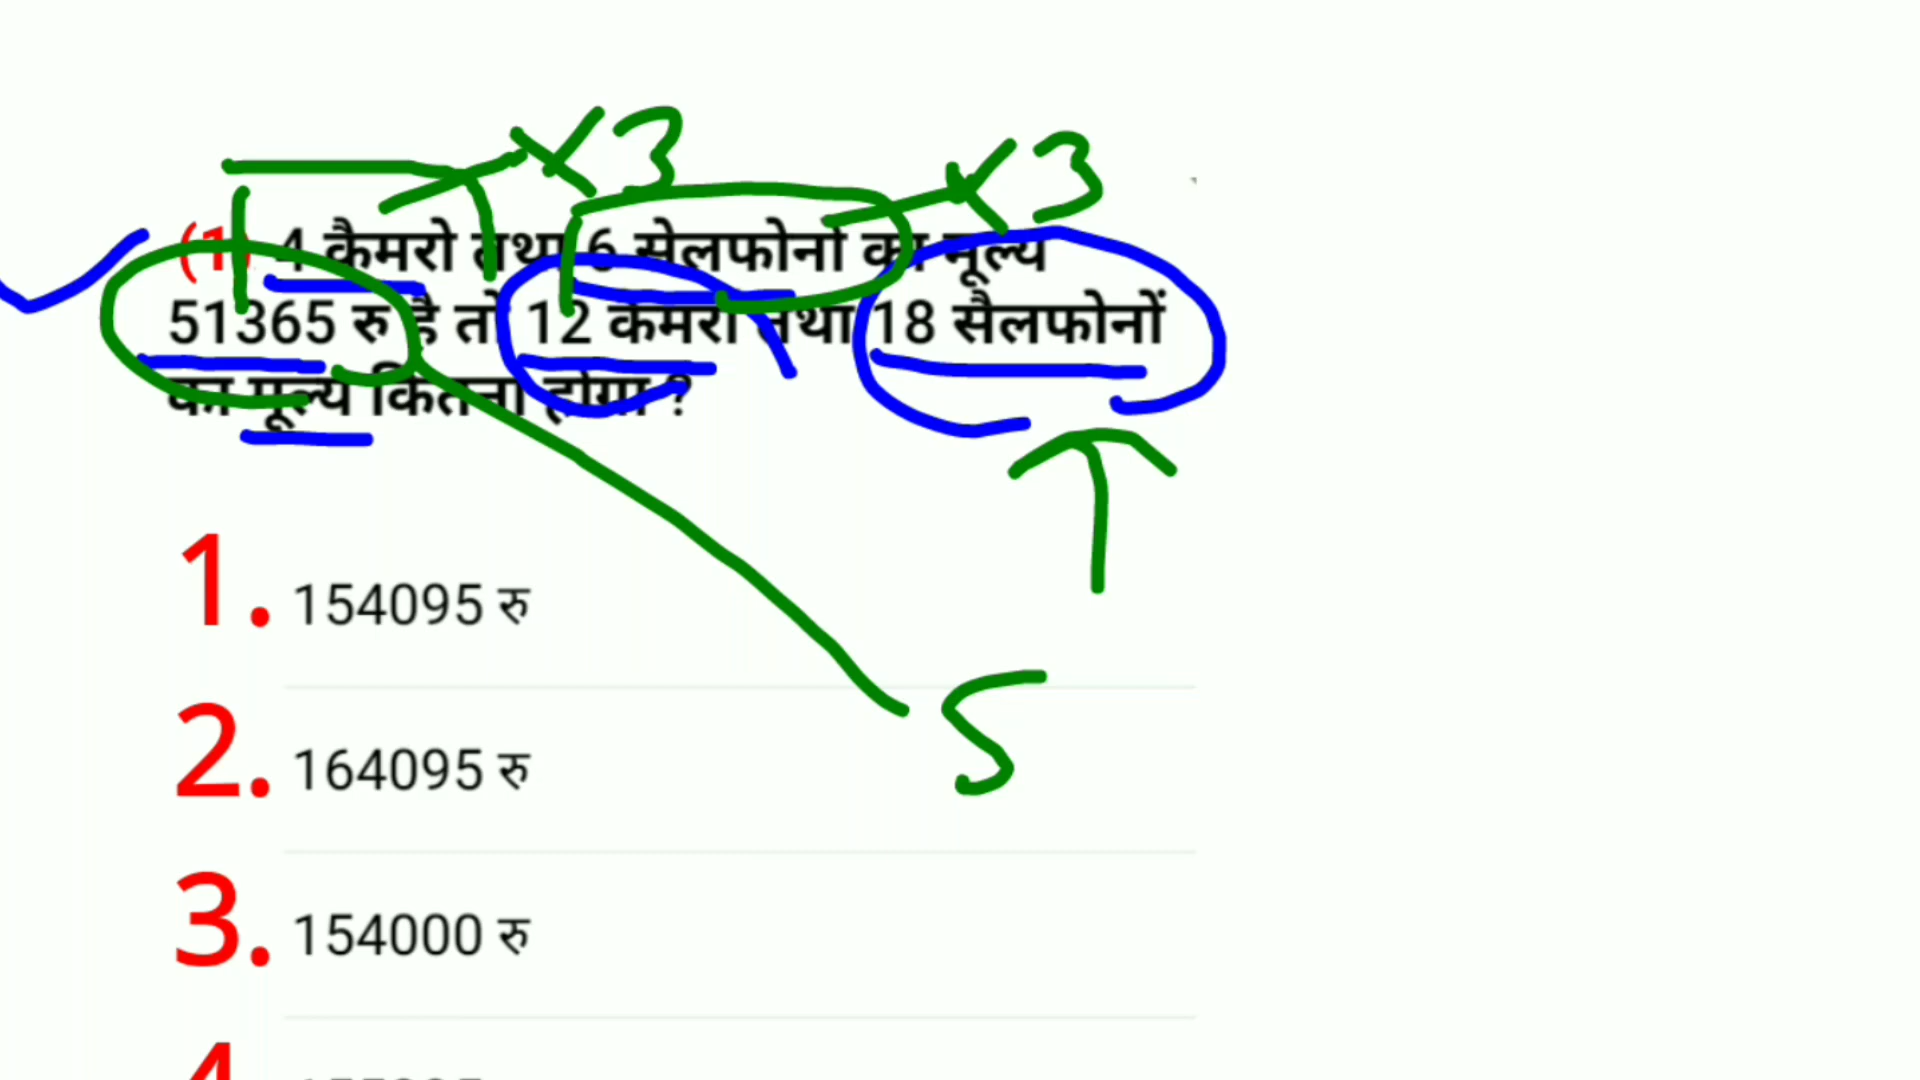 ×3 ×3
(1) 4 कैमरो तथा 6 सेलफोनो का मूल्य
51365 रु है तो 12 कमरो तथा 18 सैलफोनों
का मूल्य कितना होगा ?
1. 154095 रु
5
2. 164095 रु
3. 154000 रु
4.